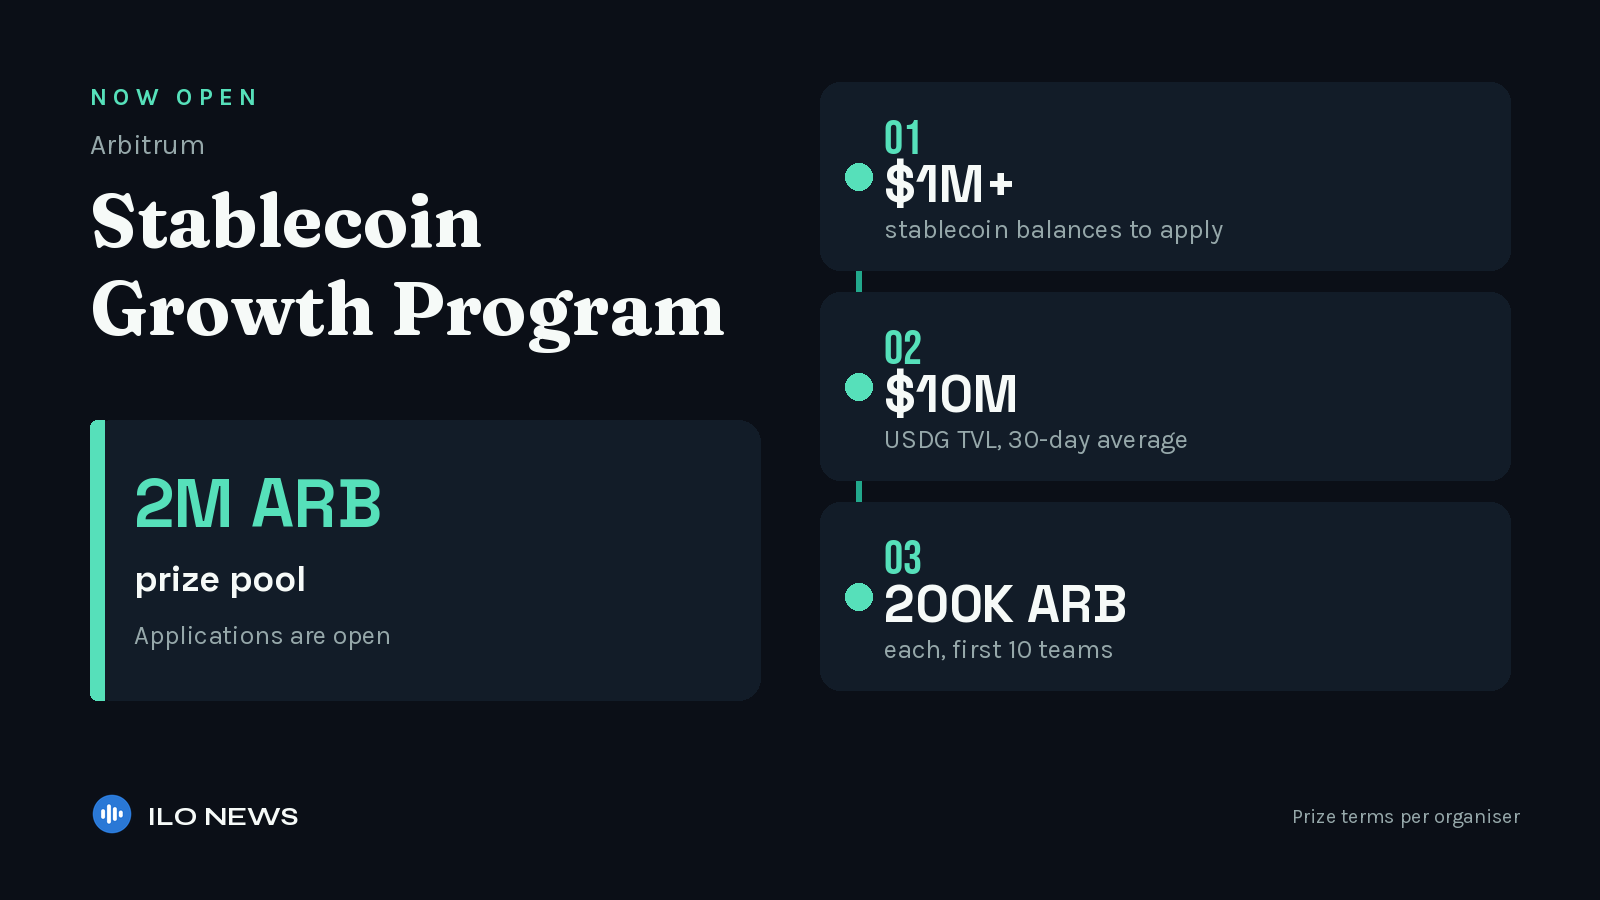 NOW OPEN
Arbitrum
Stablecoin
Growth Program
2M ARB
prize pool
Applications are open
01
$1M+
stablecoin balances to apply
02
$10M
USDG TVL, 30-day average
03
200K ARB
each, first 10 teams
ILO NEWS
Prize terms per organiser